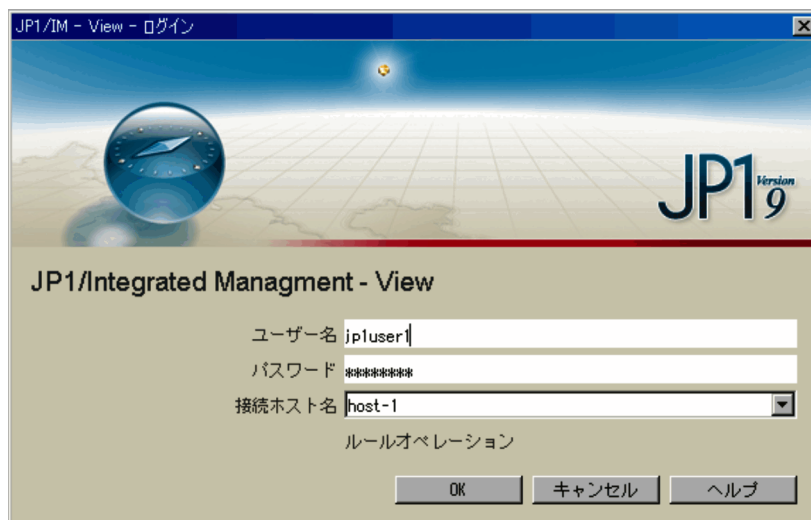 JP1/IM - View - ログイン
JP1 Version 9
JP1/Integrated Managment - View
ユーザー名 jp1user1
パスワード ********
接続ホスト名 host-1
ルールオペレーション
OK キャンセル ヘルプ